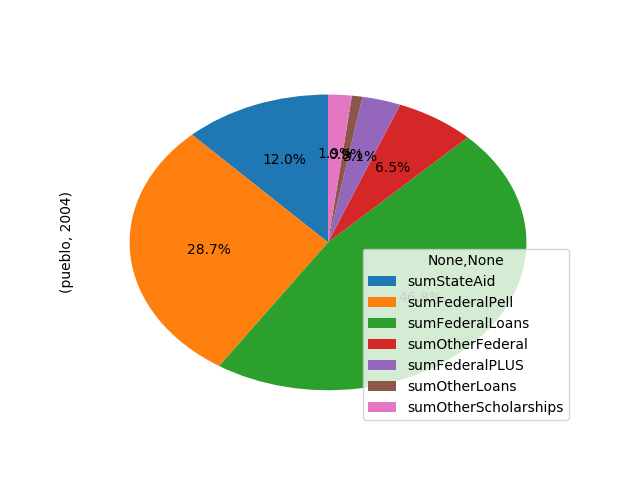 12.0%
6.5%
28.7%
(pueblo, 2004)
None,None
sumStateAid
sumFederalPell
sumFederalLoans
sumOtherFederal
sumFederalPLUS
sumOtherLoans
sumOtherScholarships